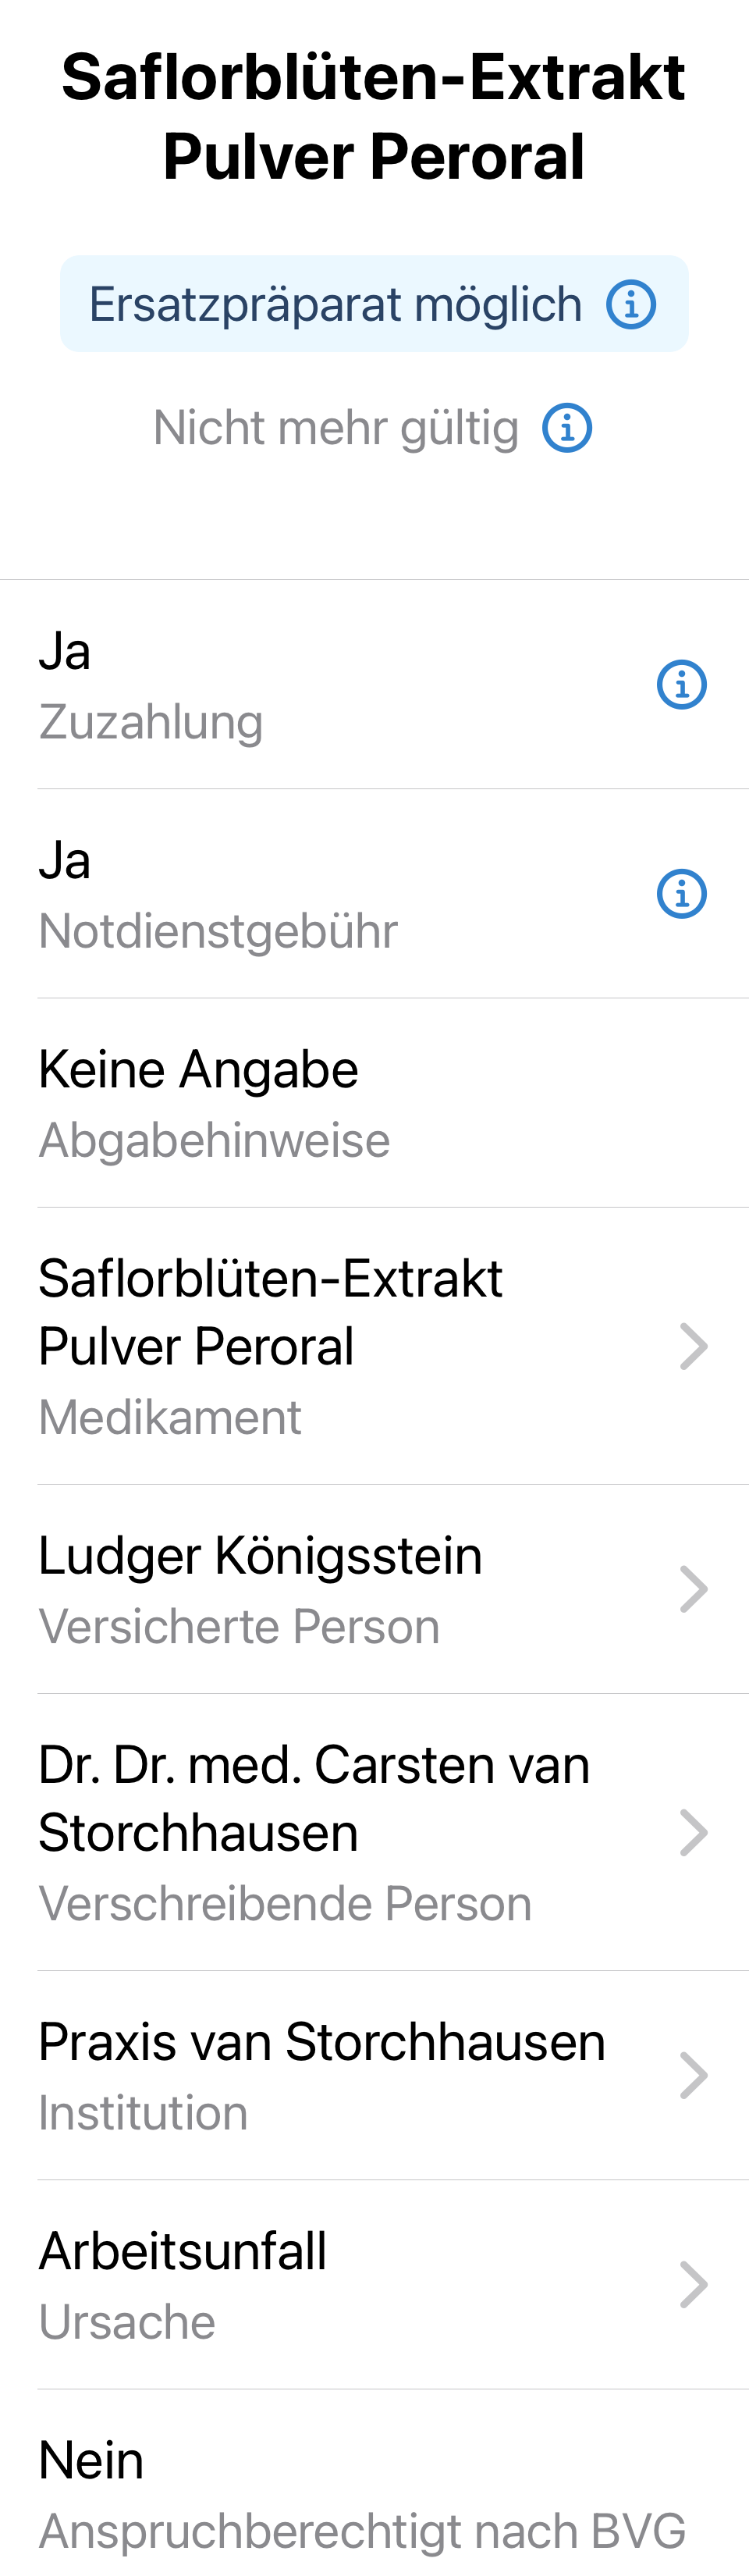 Saflorblüten-Extrakt
Pulver Peroral
Ersatzpräparat möglich
Nicht mehr gültig
Ja
Zuzahlung
Ja
Notdienstgebühr
Keine Angabe
Abgabehinweise
Saflorblüten-Extrakt
Pulver Peroral
Medikament
Ludger Königsstein
Versicherte Person
Dr. Dr. med. Carsten van
Storchhausen
Verschreibende Person
Praxis van Storchhausen
Institution
Arbeitsunfall
Ursache
Nein
Anspruchberechtigt nach BVG